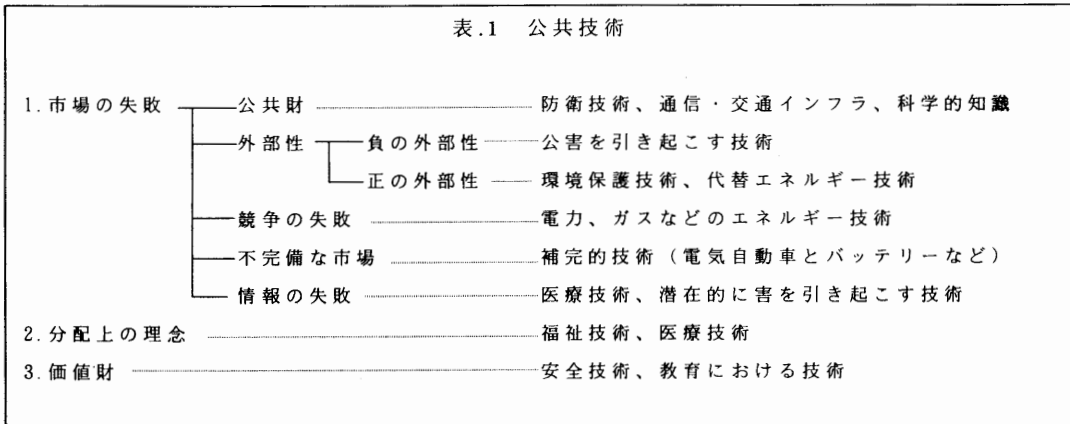 表.1 公共技術
1.市場の失敗 公共財 防衛技術、通信・交通インフラ、科学的知識
外部性 負の外部性 公害を引き起こす技術
正の外部性 環境保護技術、代替エネルギー技術
競争の失敗 電力、ガスなどのエネルギー技術
不完備な市場 補完的技術（電気自動車とバッテリーなど）
情報の失敗 医療技術、潜在的に害を引き起こす技術
2.分配上の理念 福祉技術、医療技術
3.価値財 安全技術、教育における技術